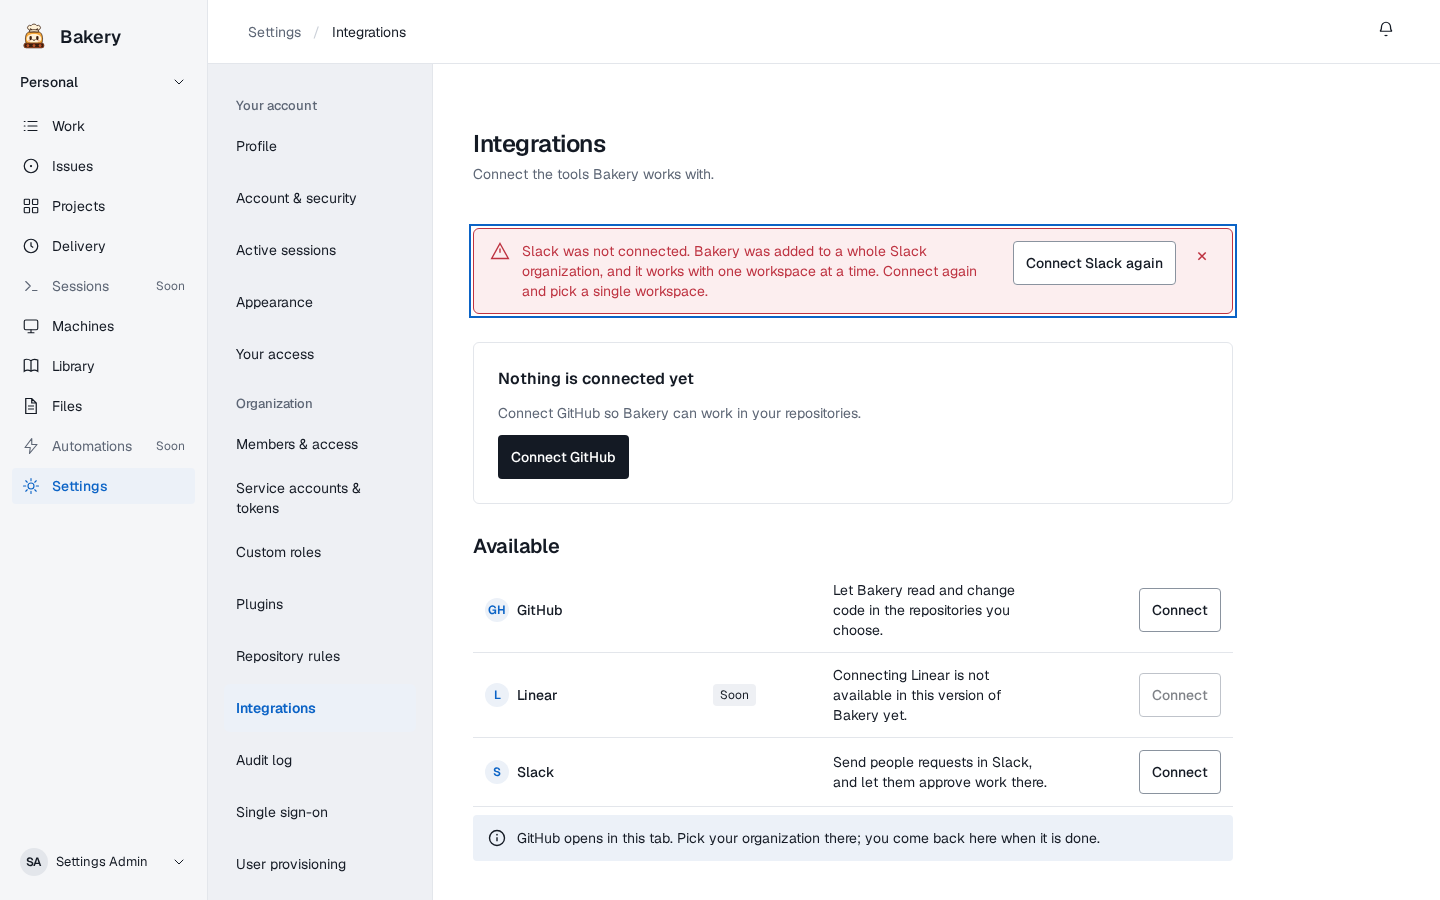 Bakery
Settings / Integrations
Personal
Work
Issues
Projects
Delivery
Sessions Soon
Machines
Library
Files
Automations Soon
Settings
SA Settings Admin
Your account
Profile
Account & security
Active sessions
Appearance
Your access
Organization
Members & access
Service accounts &
tokens
Custom roles
Plugins
Repository rules
Integrations
Audit log
Single sign-on
User provisioning
Integrations
Connect the tools Bakery works with.
Slack was not connected. Bakery was added to a whole Slack
organization, and it works with one workspace at a time. Connect again
and pick a single workspace.
Connect Slack again
Nothing is connected yet
Connect GitHub so Bakery can work in your repositories.
Connect GitHub
Available
GH GitHub
Let Bakery read and change
code in the repositories you
choose.
Connect
L Linear
Soon
Connecting Linear is not
available in this version of
Bakery yet.
Connect
S Slack
Send people requests in Slack,
and let them approve work there.
Connect
GitHub opens in this tab. Pick your organization there; you come back here when it is done.